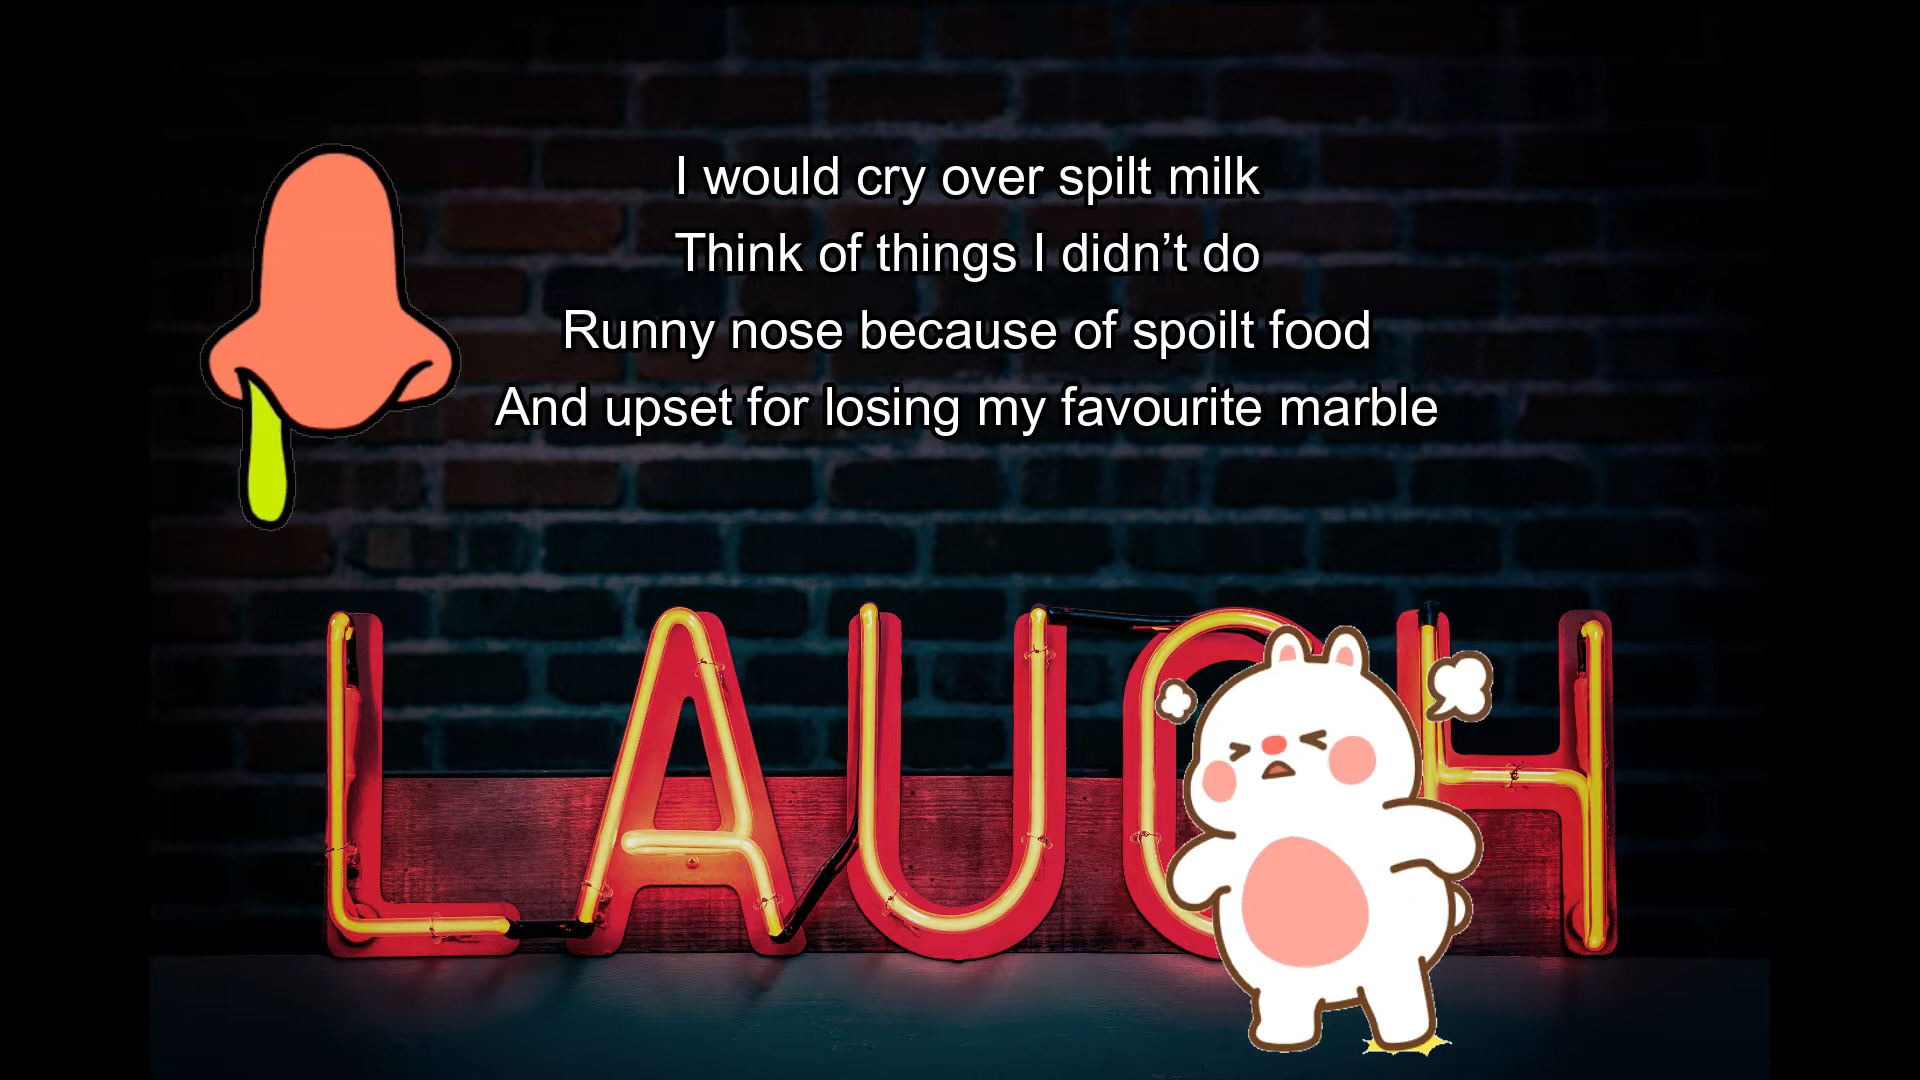 I would cry over spilt milk
Think of things I didn’t do
Runny nose because of spoilt food
And upset for losing my favourite marble
LAUGH